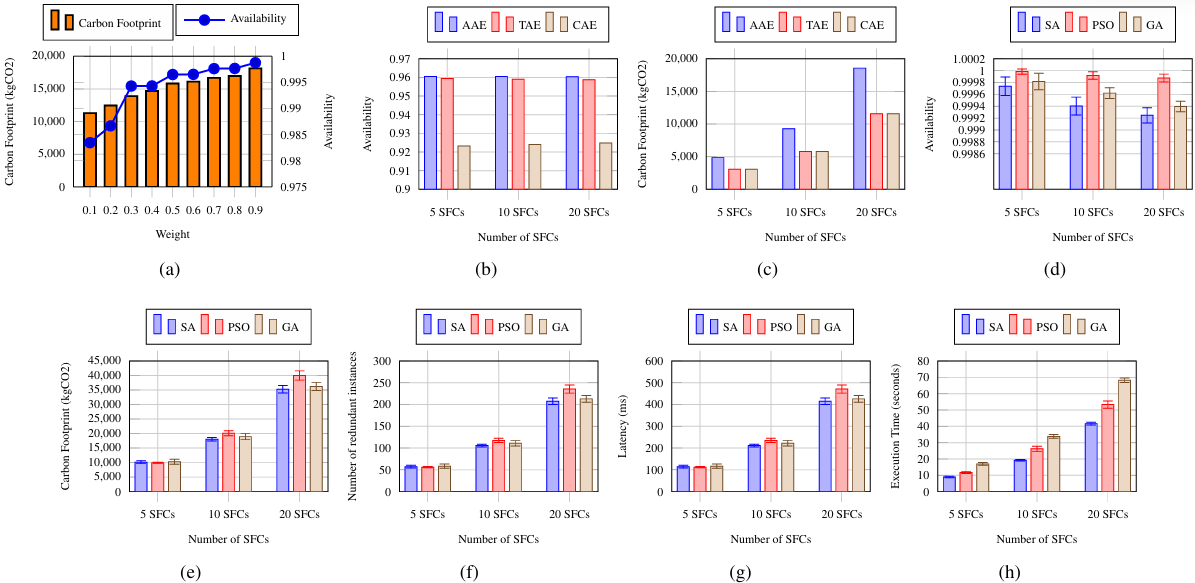 Carbon Footprint
Availability
Carbon Footprint (kgCO2)
20,000
15,000
10,000
5,000
0
1
0.995
0.99
0.985
0.98
0.975
Availability
0.1 0.2 0.3 0.4 0.5 0.6 0.7 0.8 0.9
Weight
(a)
AAE TAE CAE
Availability
0.97
0.96
0.95
0.94
0.93
0.92
0.91
0.9
5 SFCs 10 SFCs 20 SFCs
Number of SFCs
(b)
AAE TAE CAE
Carbon Footprint (kgCO2)
20,000
15,000
10,000
5,000
0
5 SFCs 10 SFCs 20 SFCs
Number of SFCs
(c)
SA PSO GA
Availability
1.0002
1
0.9998
0.9996
0.9994
0.9992
0.999
0.9988
0.9986
5 SFCs 10 SFCs 20 SFCs
Number of SFCs
(d)
SA PSO GA
Carbon Footprint (kgCO2)
45,000
40,000
35,000
30,000
25,000
20,000
15,000
10,000
5,000
0
5 SFCs 10 SFCs 20 SFCs
Number of SFCs
(e)
SA PSO GA
Number of redundant instances
300
250
200
150
100
50
0
5 SFCs 10 SFCs 20 SFCs
Number of SFCs
(f)
SA PSO GA
Latency (ms)
600
500
400
300
200
100
0
5 SFCs 10 SFCs 20 SFCs
Number of SFCs
(g)
SA PSO GA
Execution Time (seconds)
80
70
60
50
40
30
20
10
0
5 SFCs 10 SFCs 20 SFCs
Number of SFCs
(h)